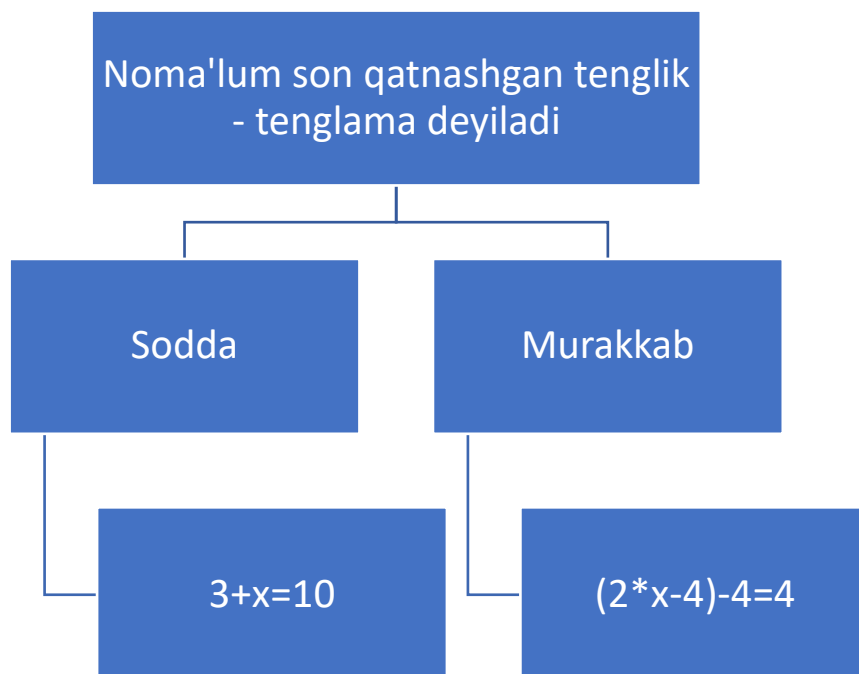 Noma'lum son qatnashgan tenglik
- tenglama deyiladi
Sodda
Murakkab
3+x=10
(2*x-4)-4=4